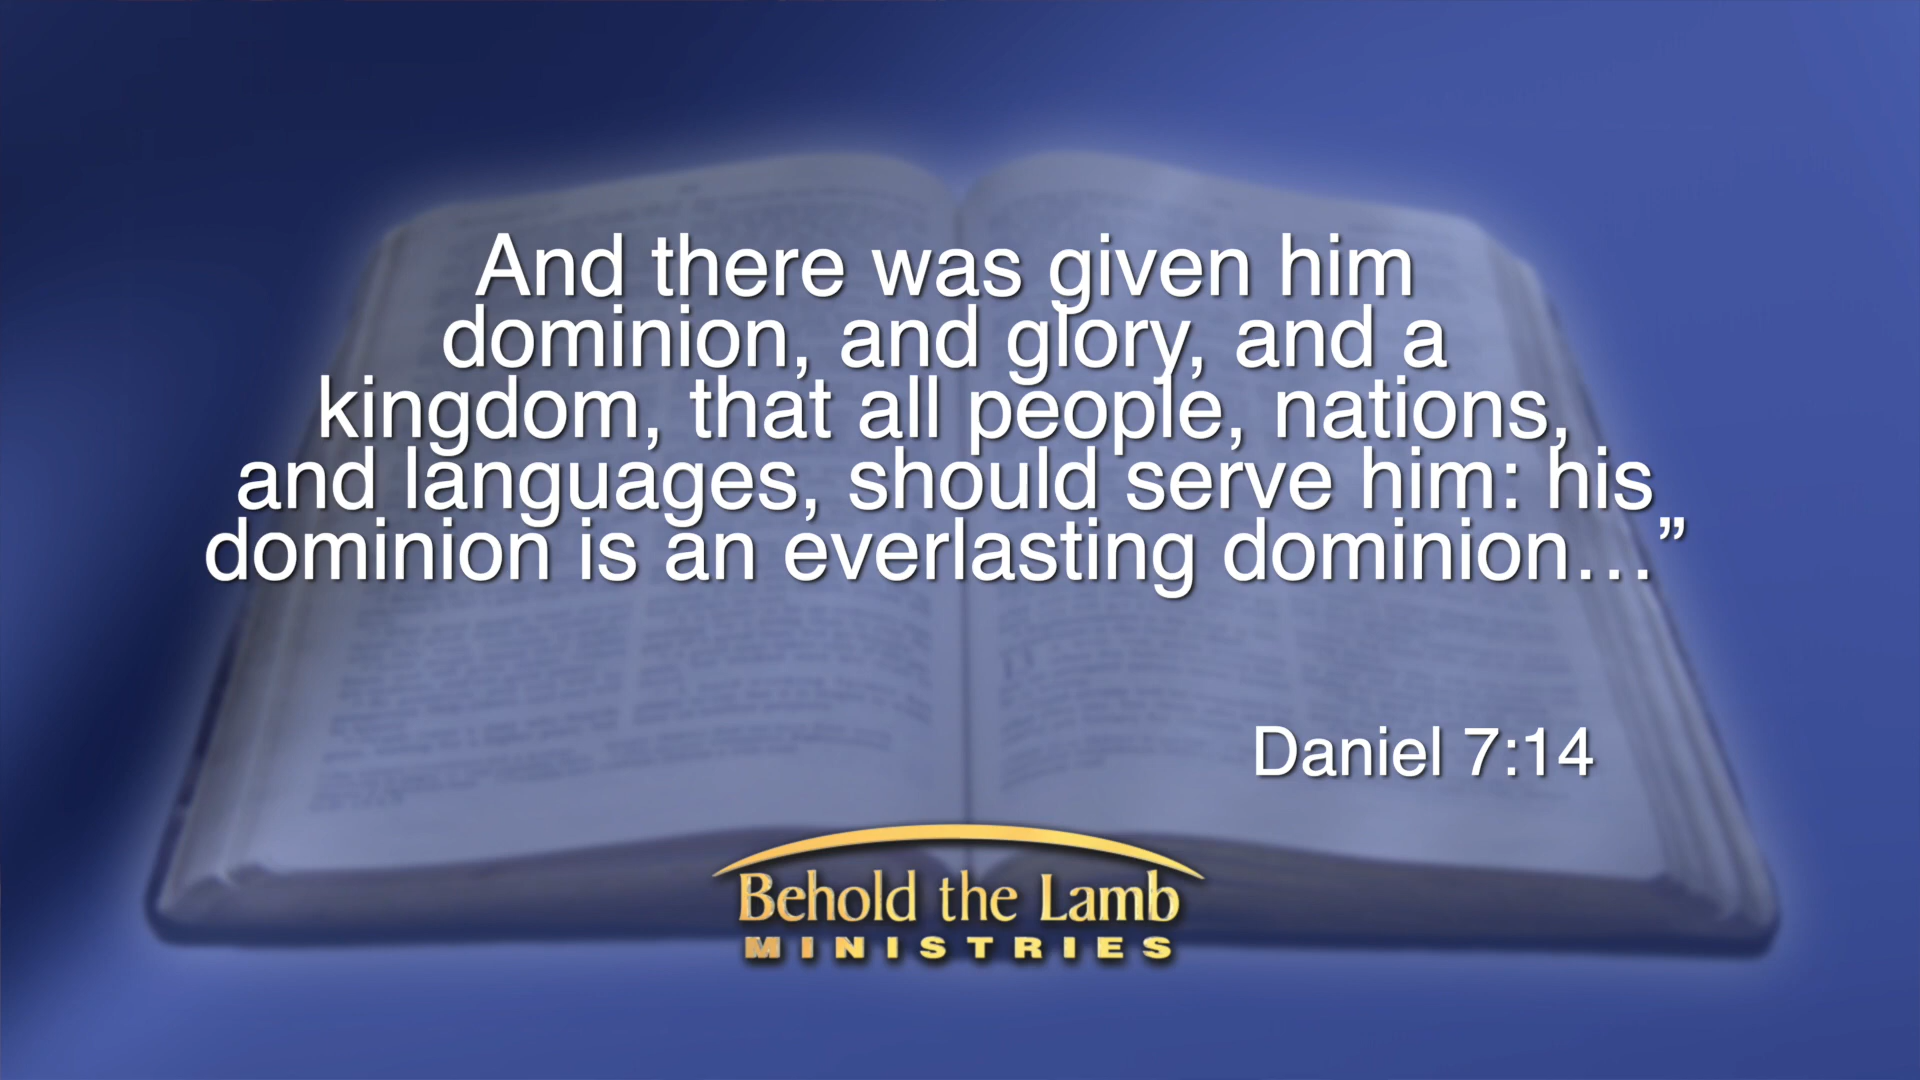 And there was given him
dominion, and glory, and a
kingdom, that all people, nations,
and languages, should serve him: his
dominion is an everlasting dominion…”
Daniel 7:14
Behold the Lamb
MINISTRIES